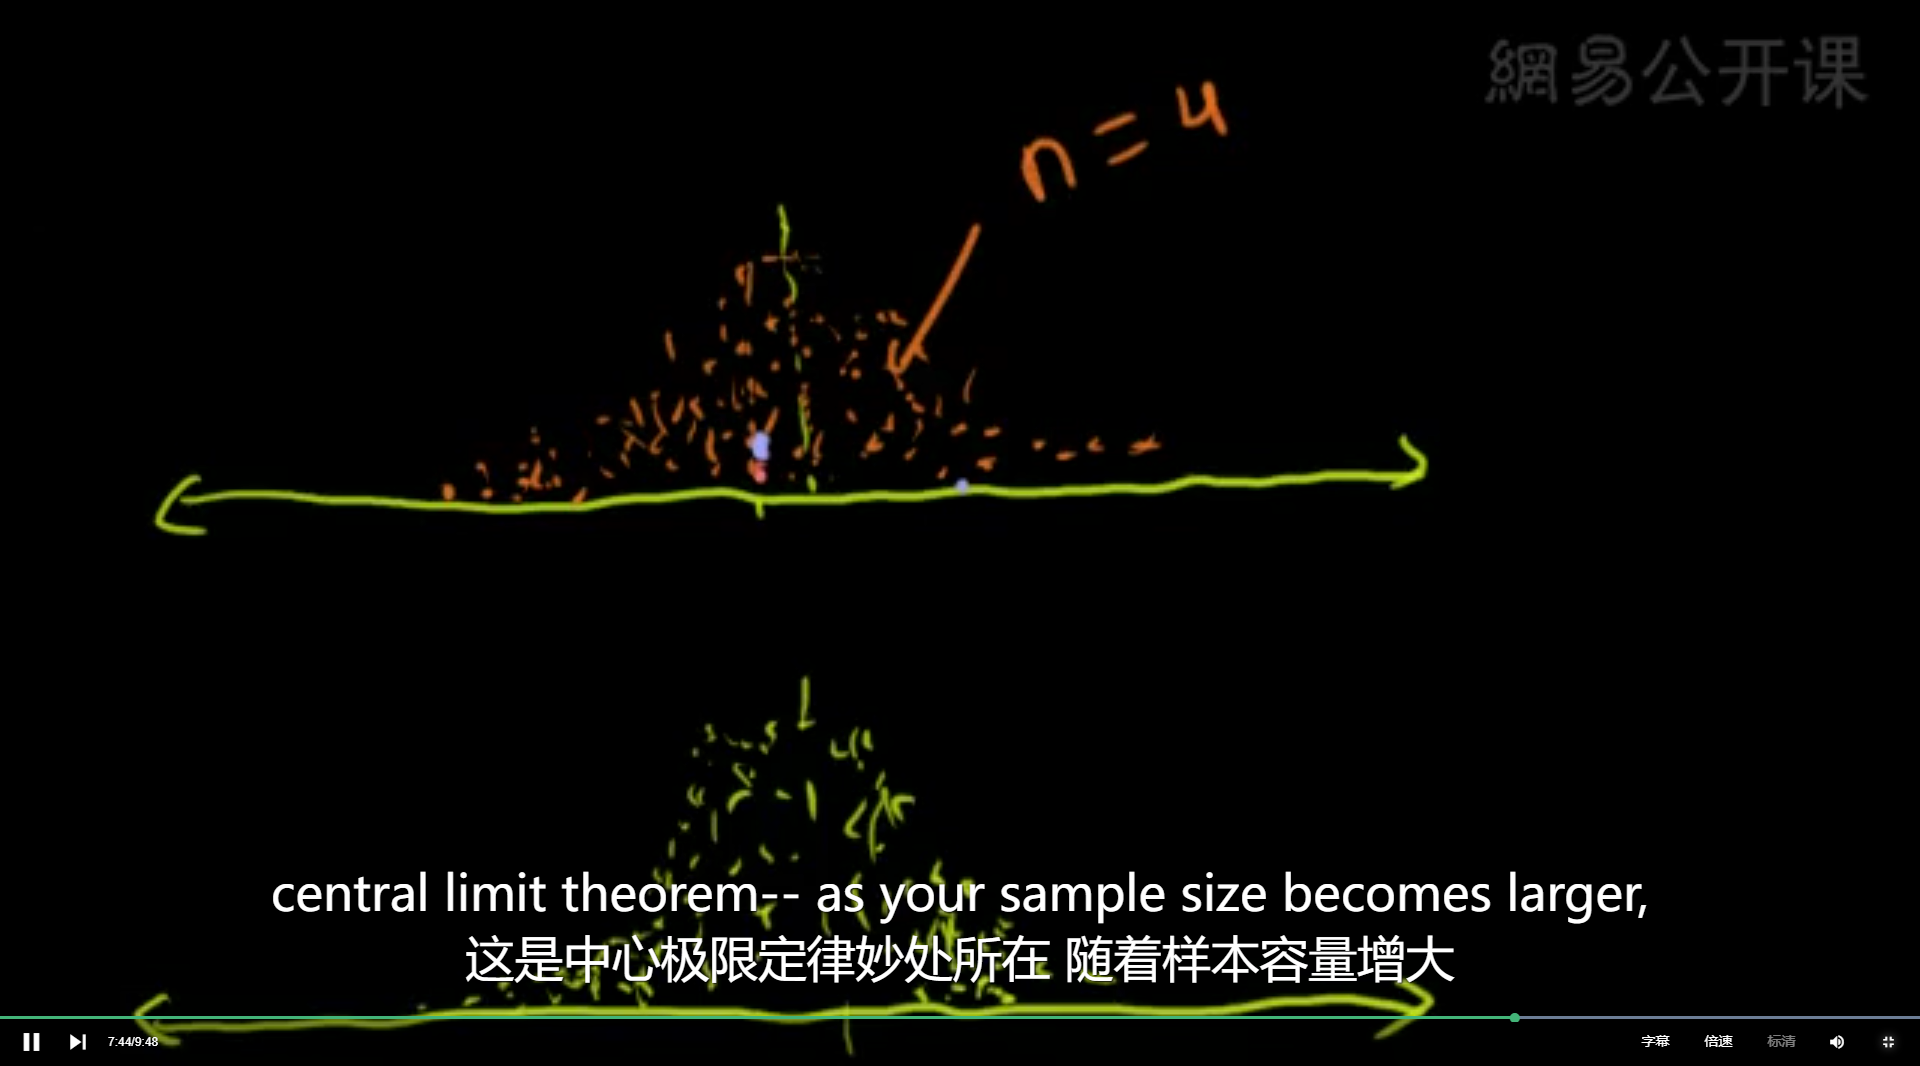 網易公开课
n = 4
central limit theorem-- as your sample size becomes larger,
这是中心极限定律妙处所在 随着样本容量增大
7:44/9:48
字幕
倍速
标清